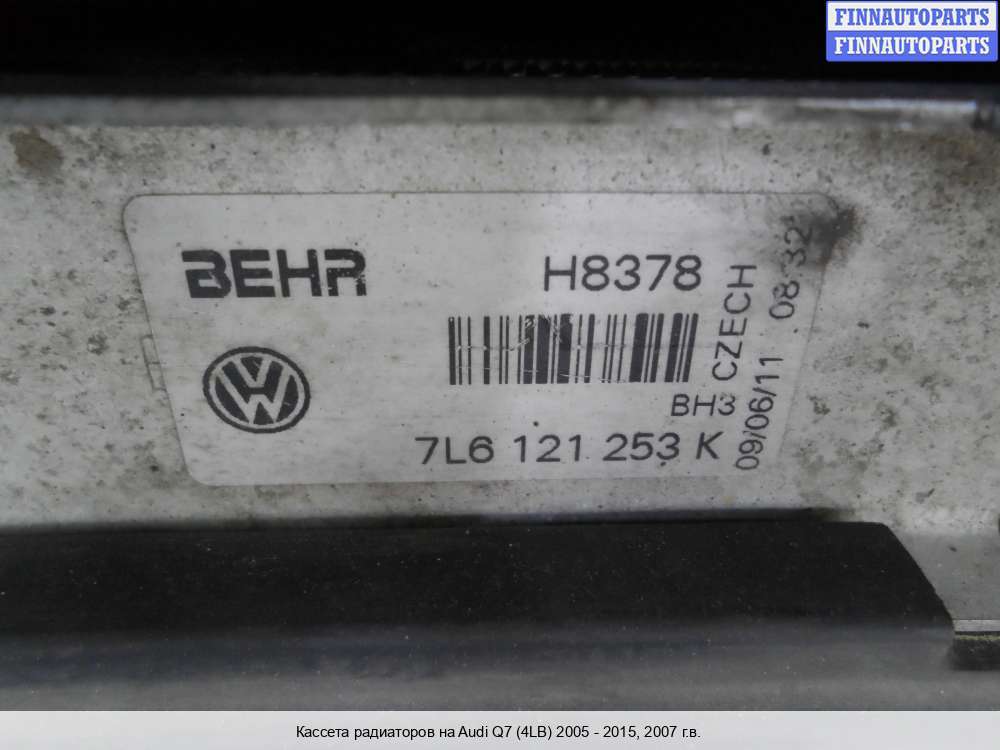 FINNAUTOPARTS
FINNAUTOPARTS
BEHR
H8378
CZECH
09/06/11 08:32
BH3
7L6 121 253 K
Кассета радиаторов на Audi Q7 (4LB) 2005 - 2015, 2007 г.в.